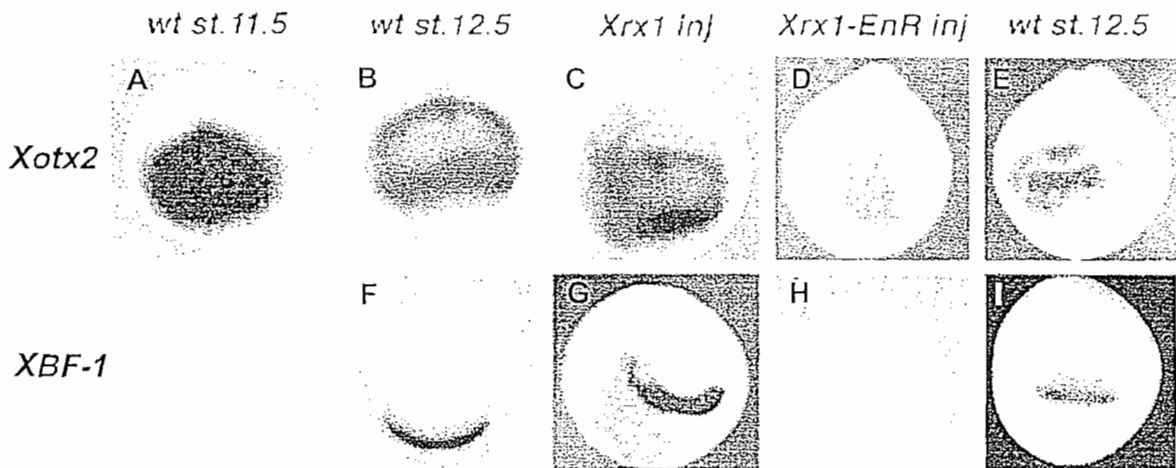 wt st.11.5 wt st.12.5 Xrx1 inj Xrx1-EnR inj wt st.12.5
A B C D E
Xotx2
F G H I
XBF-1